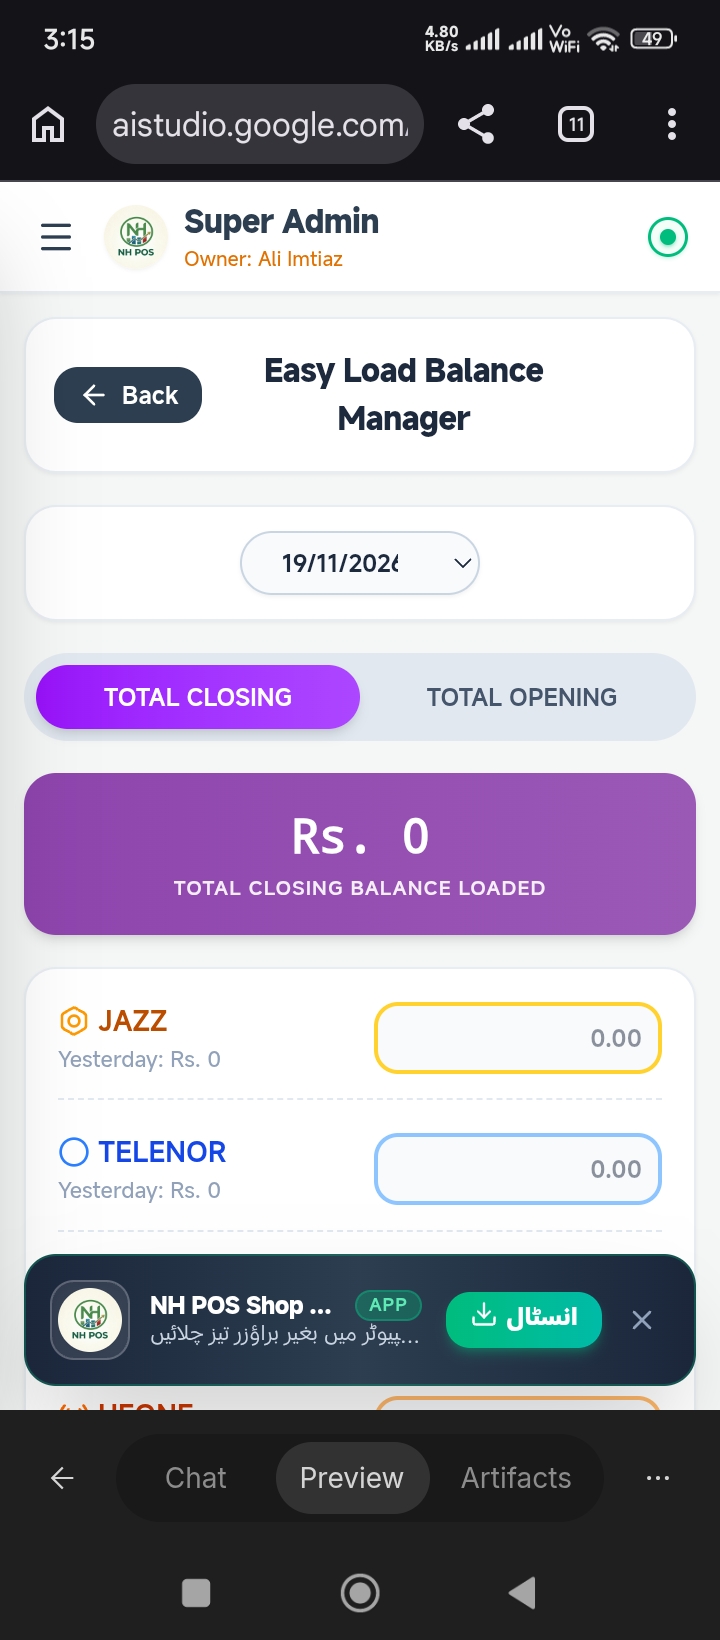 3:15
4.80
KB/s
Vo
WiFi
49
aistudio.google.com/
11
NH
NH POS
Super Admin
Owner: Ali Imtiaz
Back
Easy Load Balance
Manager
19/11/2026
TOTAL CLOSING
TOTAL OPENING
Rs. 0
TOTAL CLOSING BALANCE LOADED
JAZZ
0.00
Yesterday: Rs. 0
TELENOR
0.00
Yesterday: Rs. 0
NH
NH POS
NH POS Shop ...
APP
انسٹال
...پیوٹر میں بغیر براؤزر تیز چلائیں
Chat
Preview
Artifacts